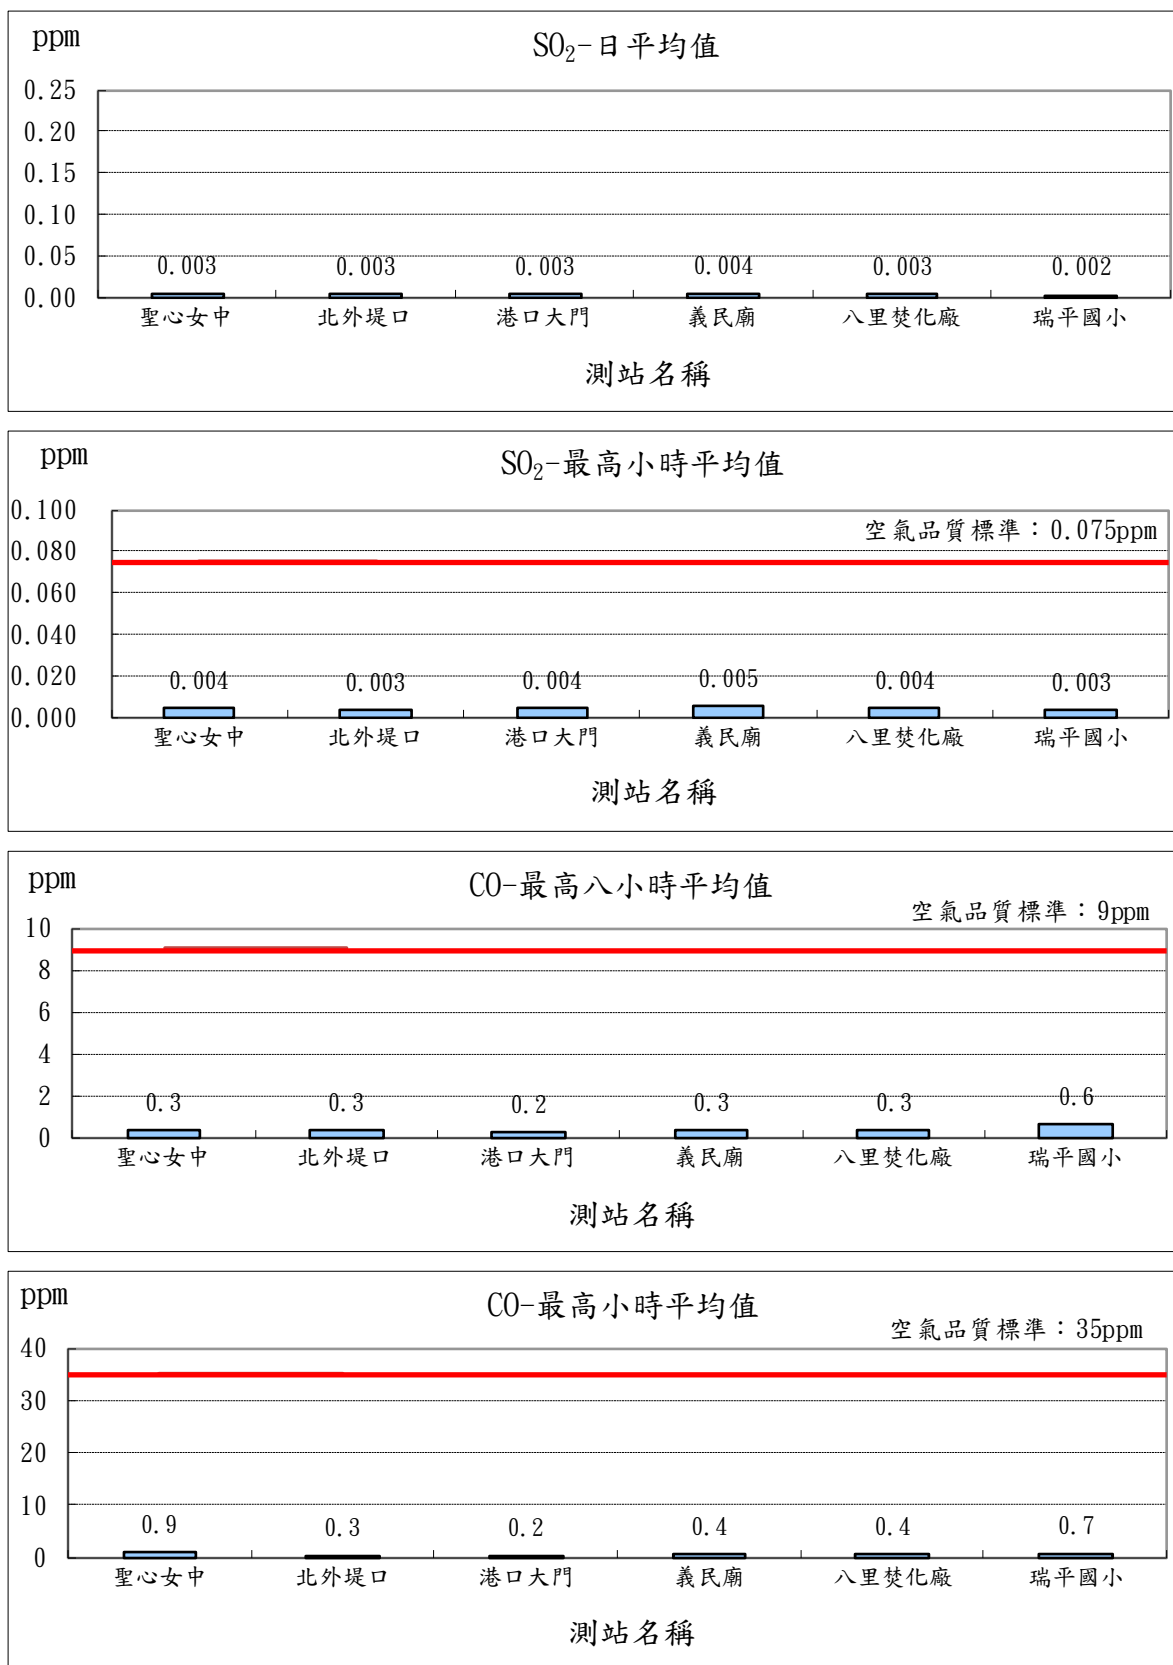 ppm
SO₂-日平均值
0.25
0.20
0.15
0.10
0.05
0.00
0.003 0.003 0.003 0.004 0.003 0.002
聖心女中 北外堤口 港口大門 義民廟 八里焚化廠 瑞平國小
測站名稱
ppm
SO₂-最高小時平均值
空氣品質標準：0.075ppm
0.100
0.080
0.060
0.040
0.020
0.000
0.004 0.003 0.004 0.005 0.004 0.003
聖心女中 北外堤口 港口大門 義民廟 八里焚化廠 瑞平國小
測站名稱
ppm
CO-最高八小時平均值
空氣品質標準：9ppm
10
8
6
4
2
0
0.3 0.3 0.2 0.3 0.3 0.6
聖心女中 北外堤口 港口大門 義民廟 八里焚化廠 瑞平國小
測站名稱
ppm
CO-最高小時平均值
空氣品質標準：35ppm
40
30
20
10
0
0.9 0.3 0.2 0.4 0.4 0.7
聖心女中 北外堤口 港口大門 義民廟 八里焚化廠 瑞平國小
測站名稱